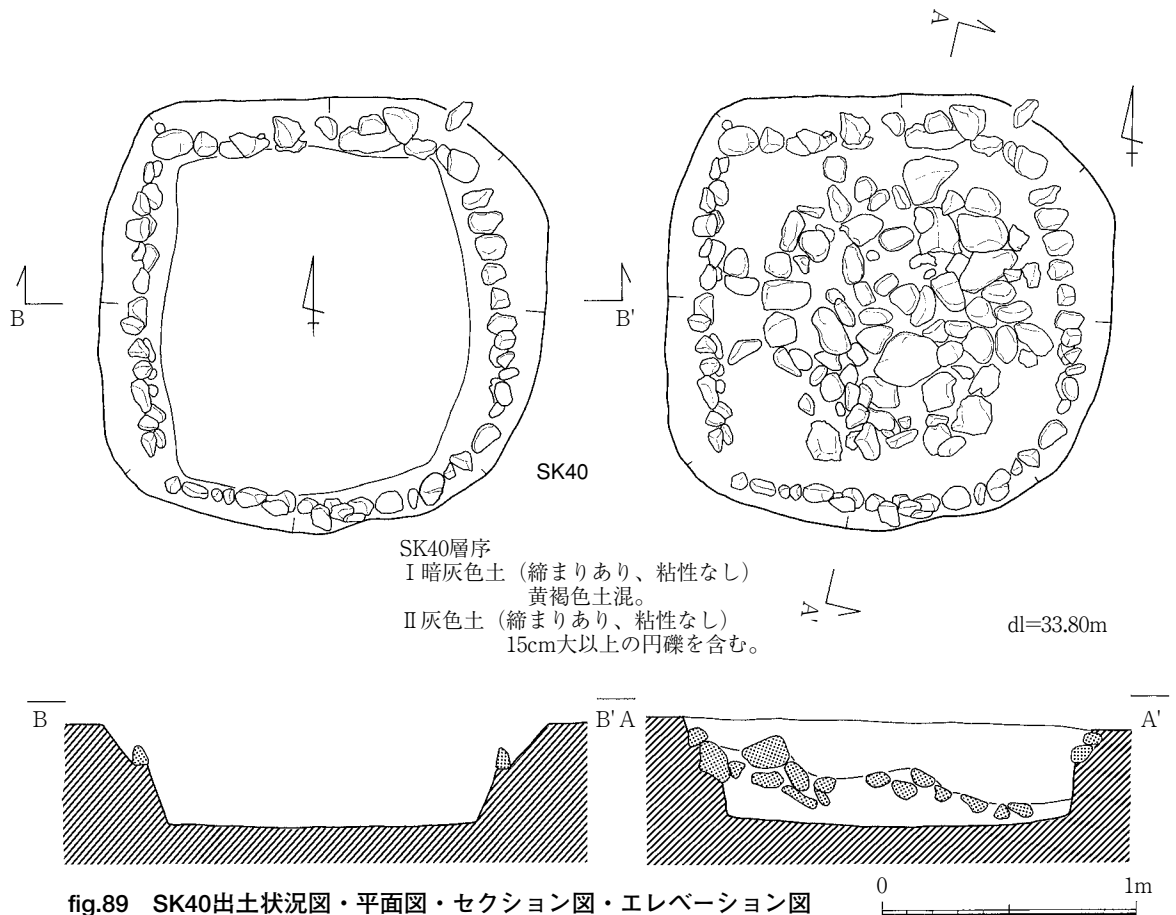 A
B
B'
SK40
SK40層序
Ⅰ暗灰色土（締まりあり、粘性なし）
黄褐色土混。
Ⅱ灰色土（締まりあり、粘性なし）
15cm大以上の円礫を含む。
A'
dl=33.80m
B
B'
A
A'
0
1m
fig.89 SK40出土状況図・平面図・セクション図・エレベーション図